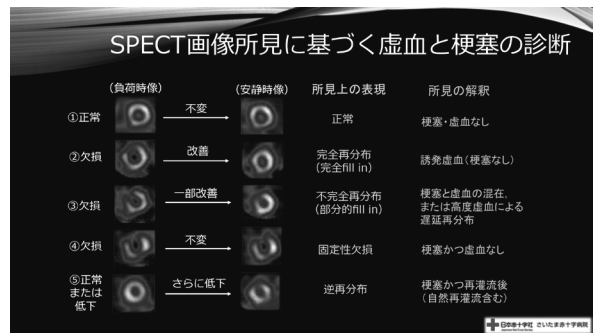 SPECT画像所見に基づく虚血と梗塞の診断
(負荷時像) (安静時像) 所見上の表現 所見の解釈
①正常 不変 正常 梗塞・虚血なし
②欠損 改善 完全再分布 誘発虚血(梗塞なし)
(完全fill in)
③欠損 一部改善 不完全再分布 梗塞と虚血の混在,
(部分的fill in) または高度虚血による
遅延再分布
④欠損 不変 固定性欠損 梗塞かつ虚血なし
⑤正常 さらに低下 逆再分布 梗塞かつ再灌流後
または (自然再灌流含む)
低下
日本赤十字社 さいたま赤十字病院